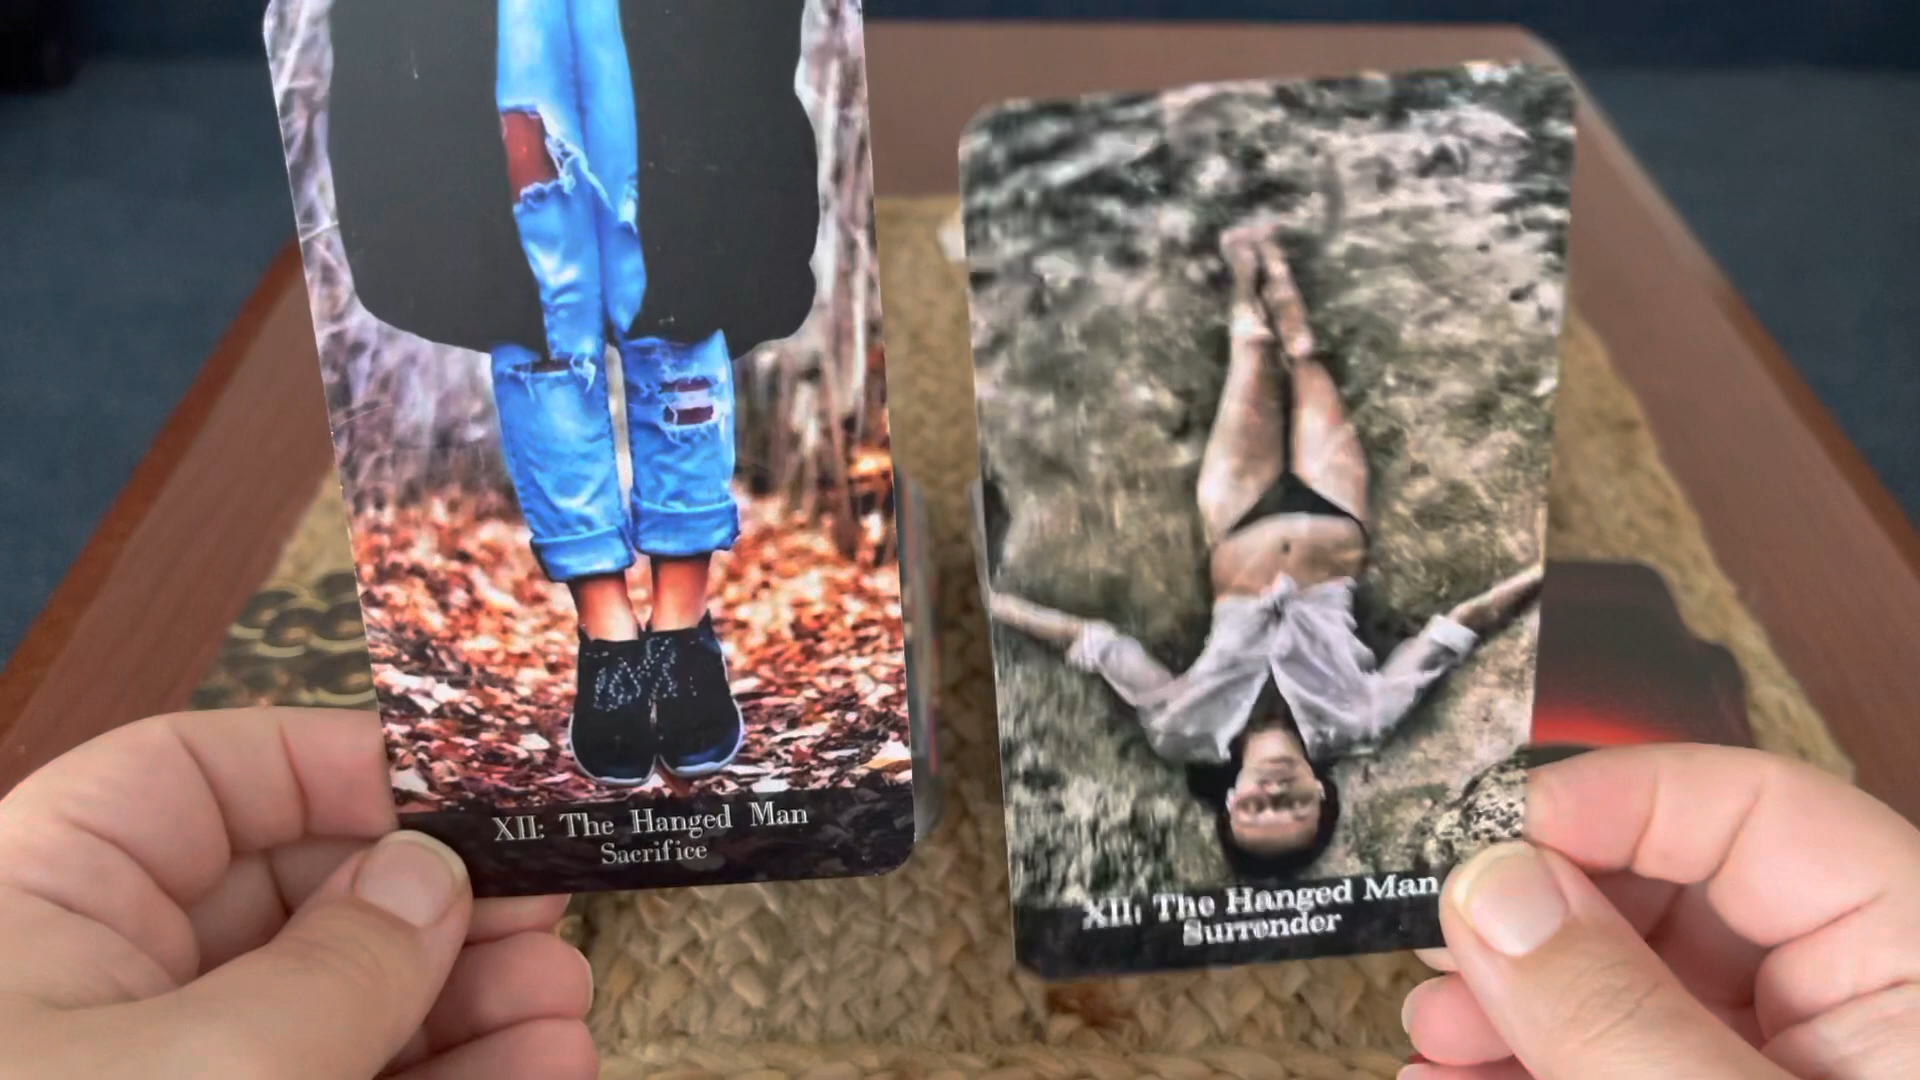 XII: The Hanged Man
Sacrifice
XII: The Hanged Man
Surrender